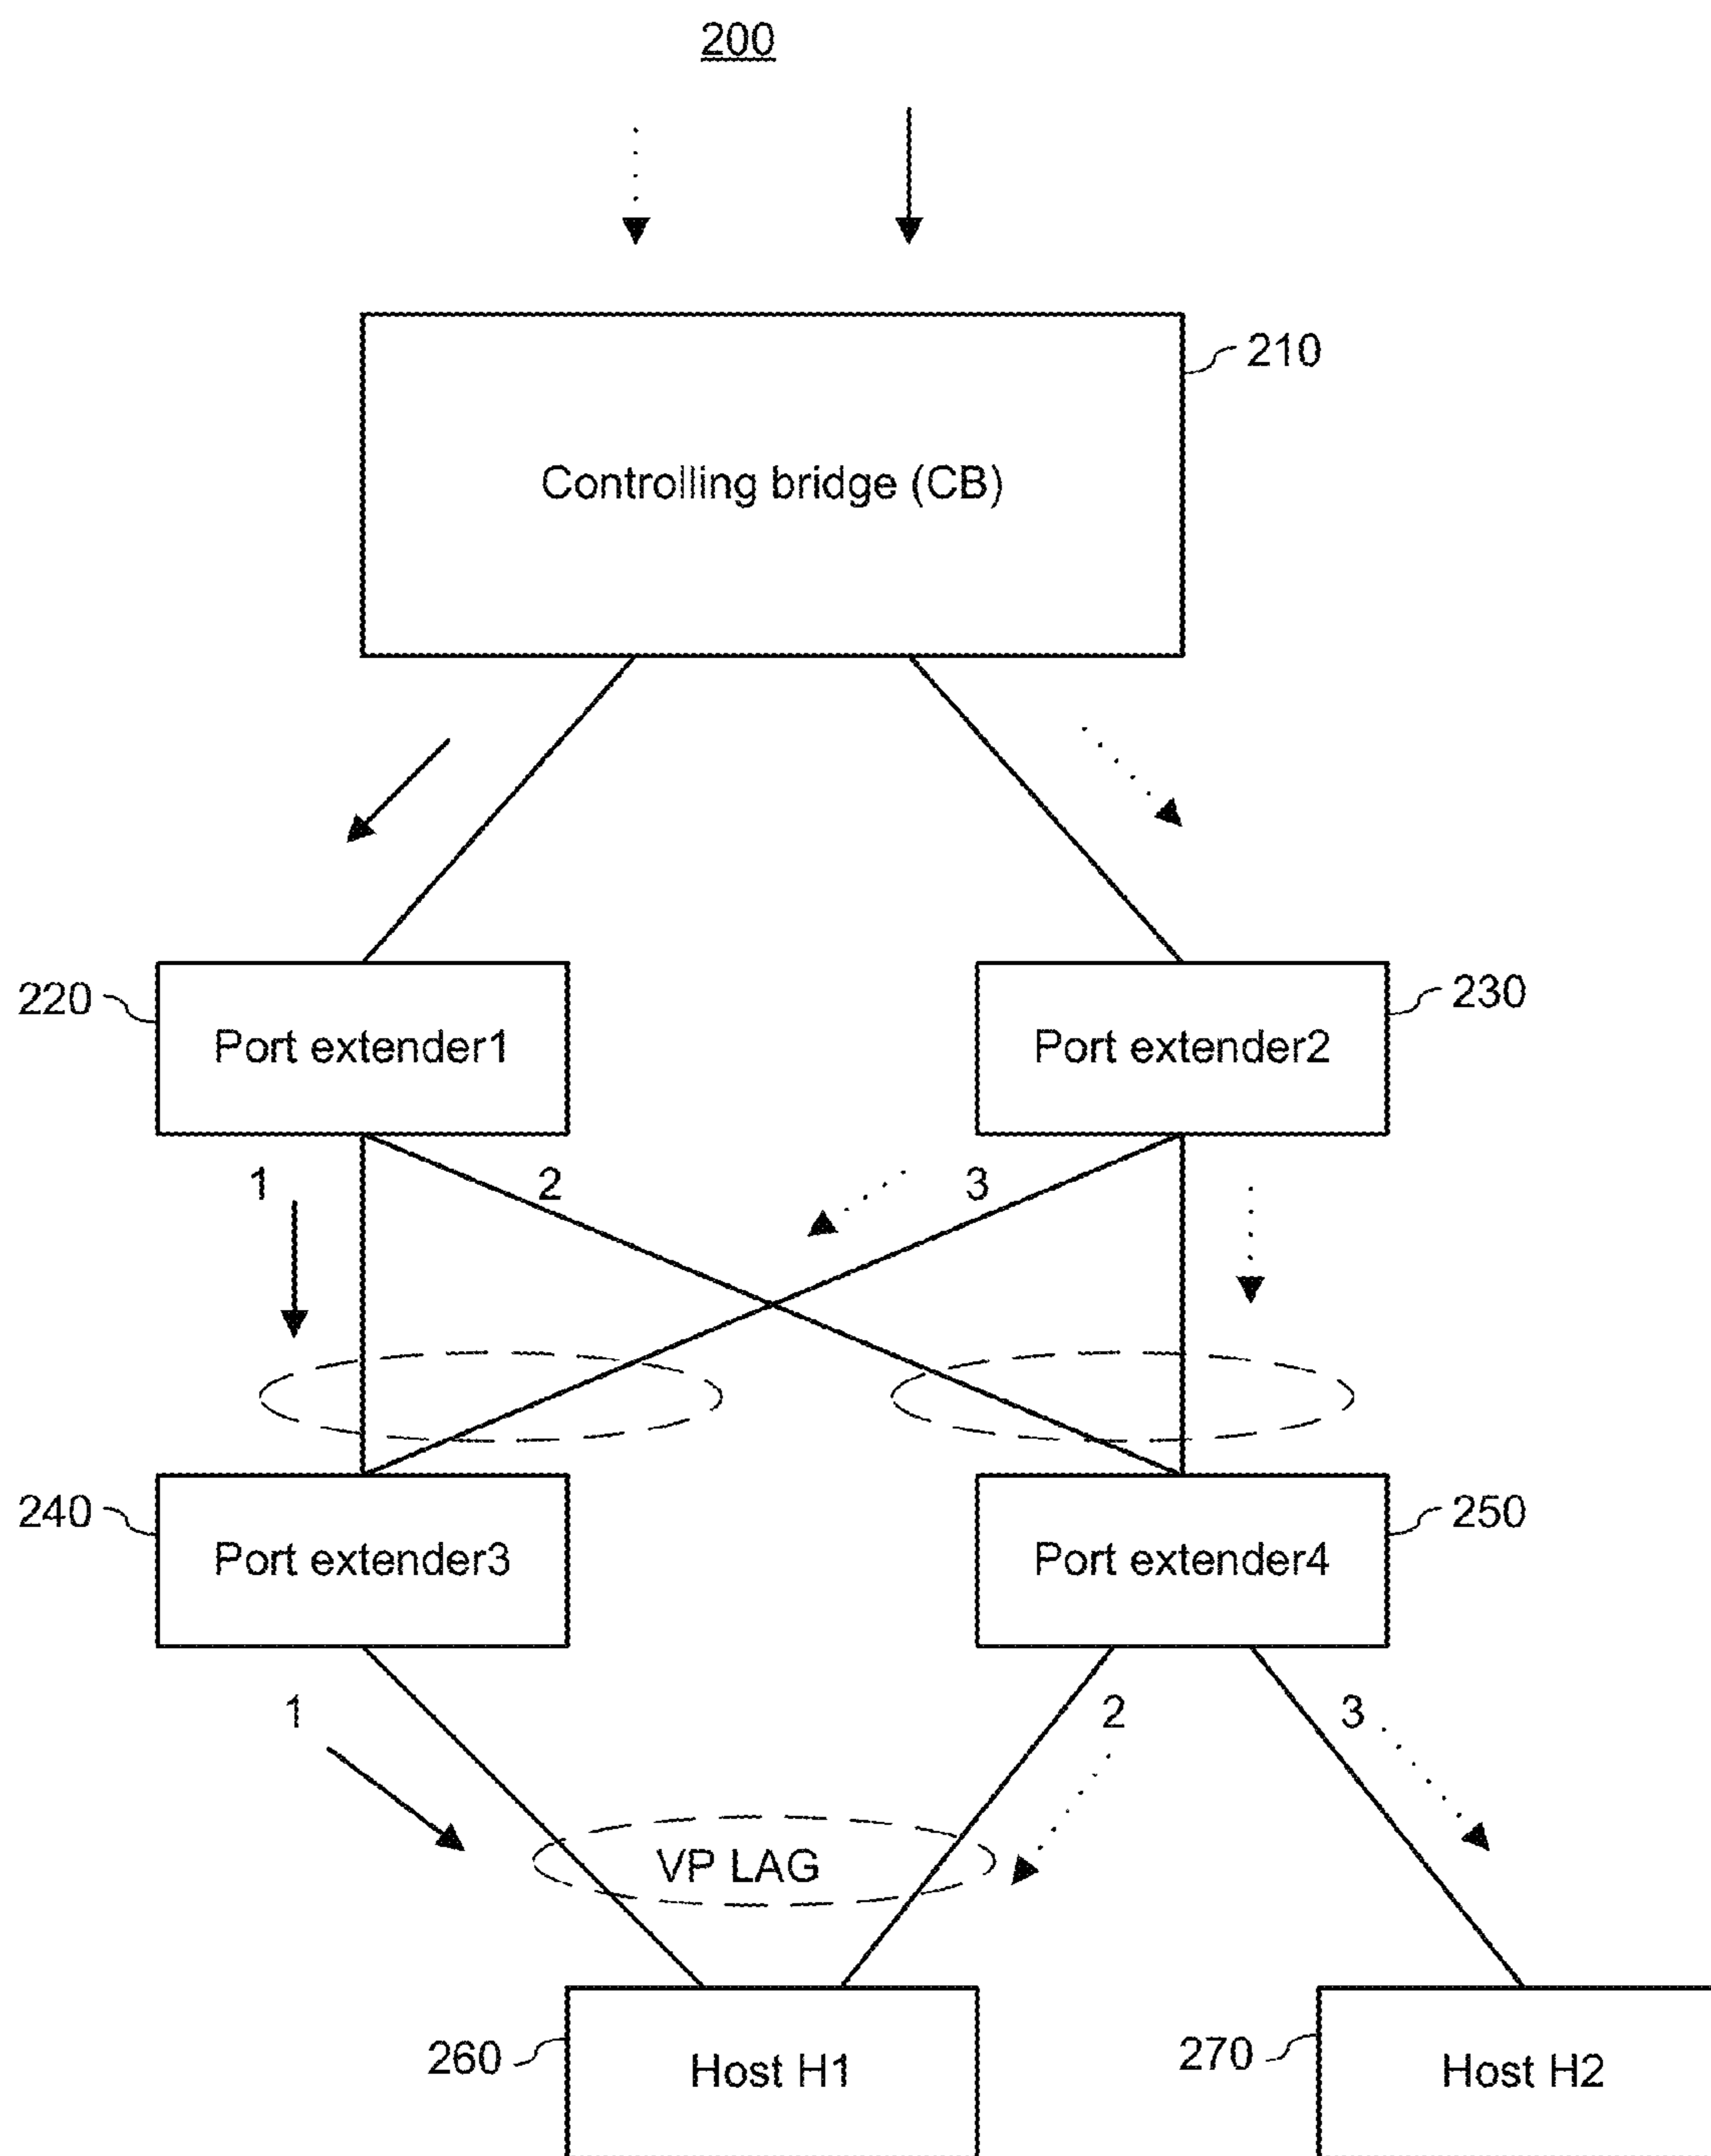 200
210
Controlling bridge (CB)
220
Port extender1
230
Port extender2
1
2
3
240
Port extender3
250
Port extender4
1
2
3
VP LAG
260
Host H1
270
Host H2